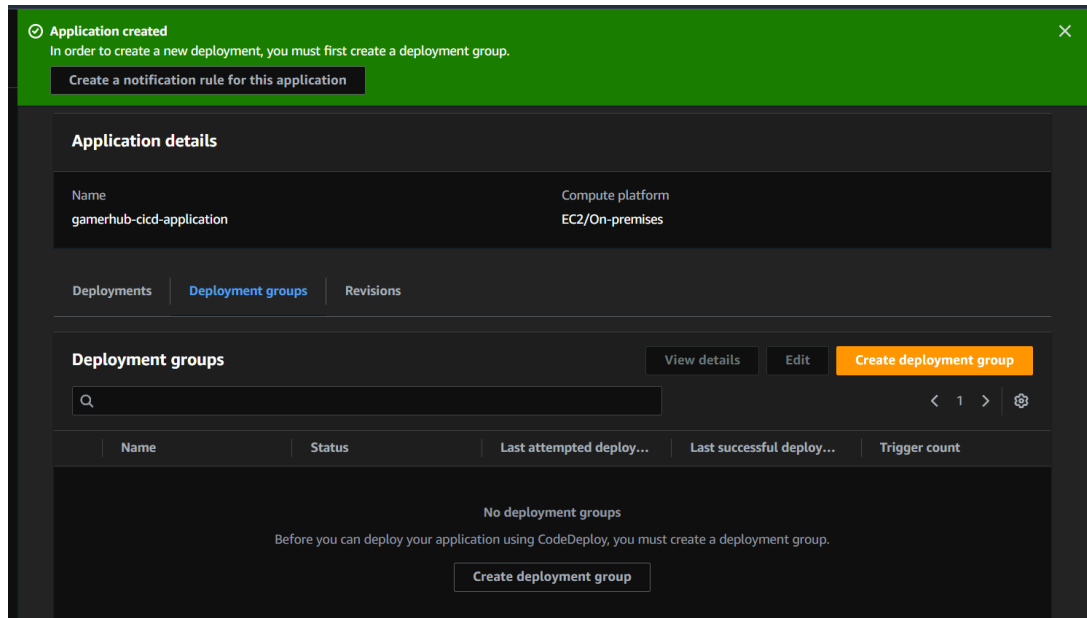 Application created
In order to create a new deployment, you must first create a deployment group.
Create a notification rule for this application
Application details
Name
Compute platform
gamerhub-cicd-application
EC2/On-premises
Deployments
Deployment groups
Revisions
Deployment groups
View details
Edit
Create deployment group
1
Name
Status
Last attempted deploy...
Last successful deploy...
Trigger count
No deployment groups
Before you can deploy your application using CodeDeploy, you must create a deployment group.
Create deployment group